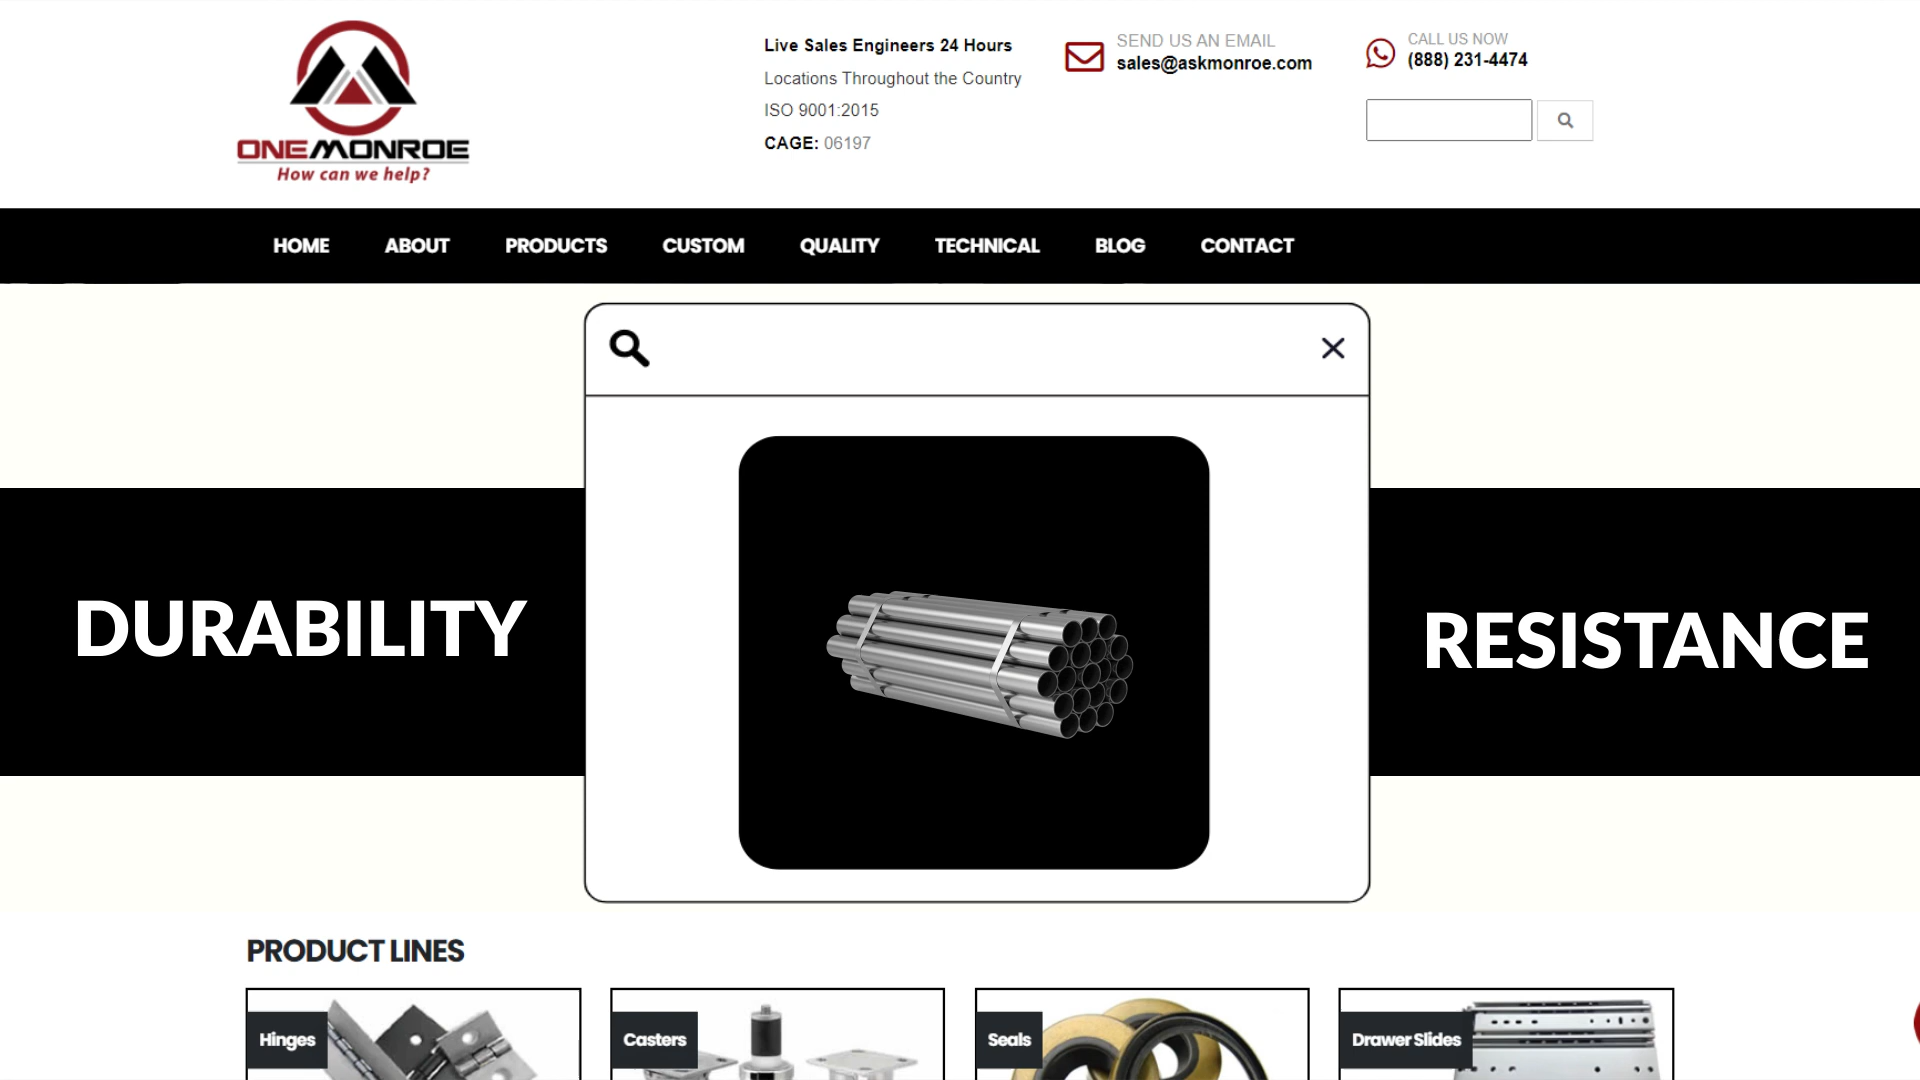 ONEMONROE
How can we help?
Live Sales Engineers 24 Hours
Locations Throughout the Country
ISO 9001:2015
CAGE: 06197
SEND US AN EMAIL
sales@askmonroe.com
CALL US NOW
(888) 231-4474
HOME ABOUT PRODUCTS CUSTOM QUALITY TECHNICAL BLOG CONTACT
DURABILITY
RESISTANCE
PRODUCT LINES
Hinges
Casters
Seals
Drawer Slides